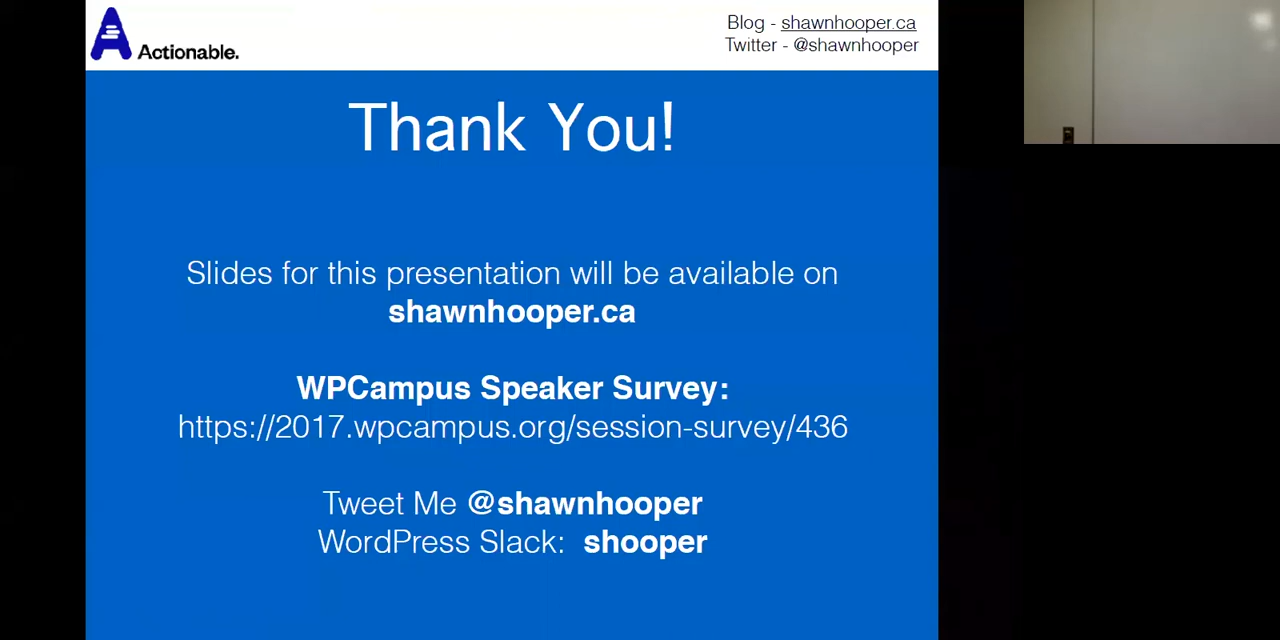 Actionable.
Blog - shawnhooper.ca
Twitter - @shawnhooper
Thank You!
Slides for this presentation will be available on
shawnhooper.ca
WPCampus Speaker Survey:
https://2017.wpcampus.org/session-survey/436
Tweet Me @shawnhooper
WordPress Slack: shooper